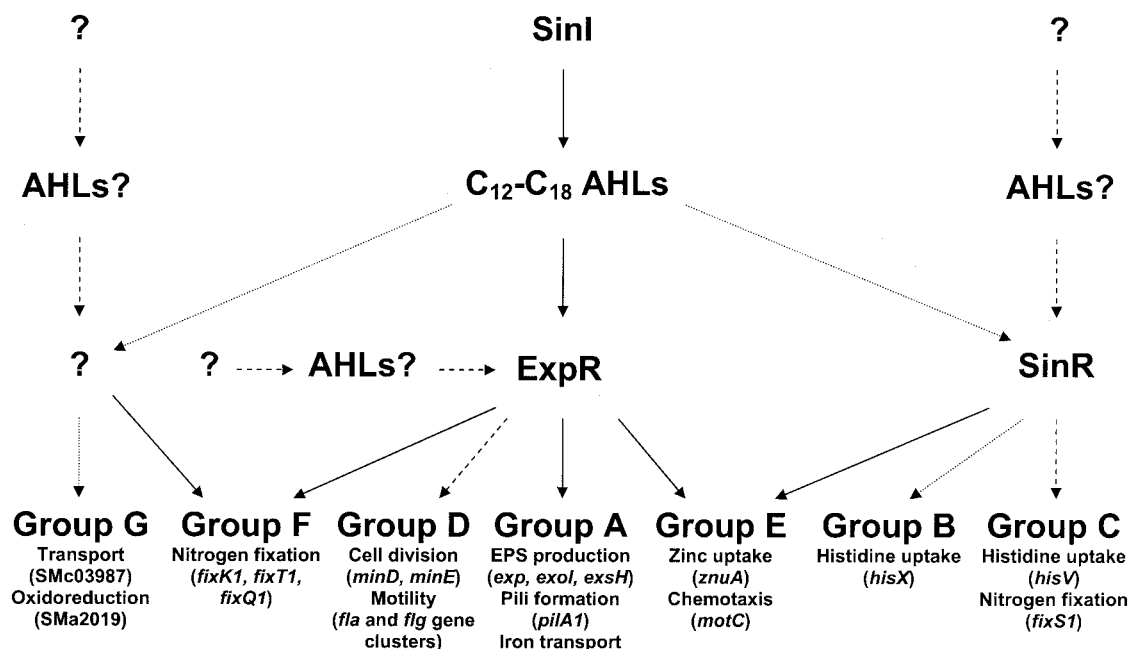 ? SinI ?
AHLs? C12-C18 AHLs AHLs?
? ? AHLs? ExpR SinR
Group G Group F Group D Group A Group E Group B Group C
Transport
(SMc03987)
Oxidoreduction
(SMa2019)
Nitrogen fixation
(fixK1, fixT1,
fixQ1)
Cell division
(minD, minE)
Motility
(fla and flg gene
clusters)
EPS production
(exp, exoI, exsH)
Pili formation
(pilA1)
Iron transport
Zinc uptake
(znuA)
Chemotaxis
(motC)
Histidine uptake
(hisX)
Histidine uptake
(hisV)
Nitrogen fixation
(fixS1)